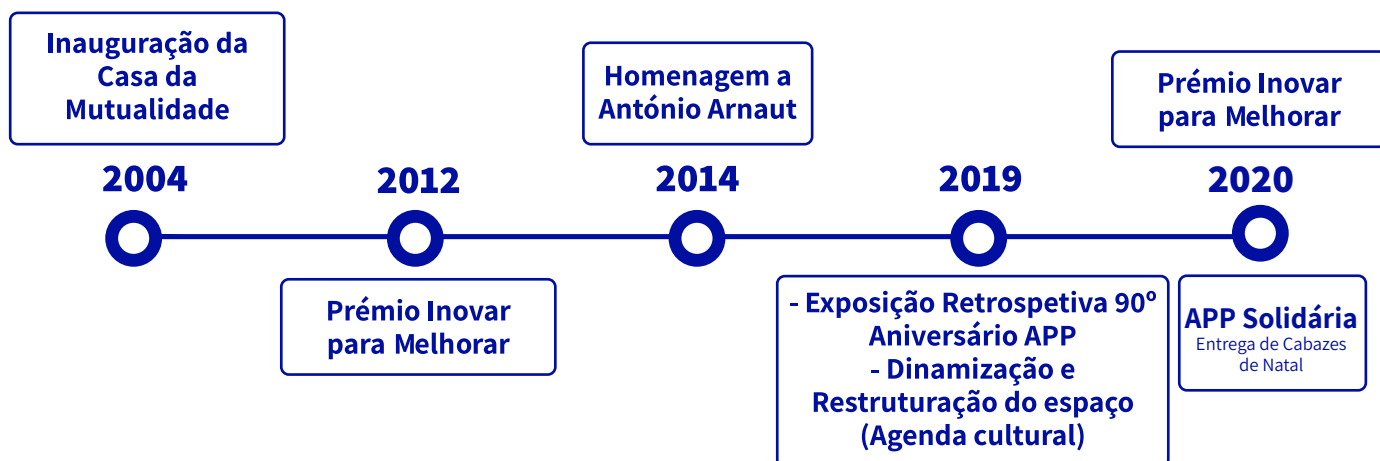 Inauguração da
Casa da
Mutualidade
2004
2012
Prémio Inovar
para Melhorar
Homenagem a
António Arnaut
2014
2019
- Exposição Retrospetiva 90º
Aniversário APP
- Dinamização e
Restruturação do espaço
(Agenda cultural)
Prémio Inovar
para Melhorar
2020
APP Solidária
Entrega de Cabazes
de Natal